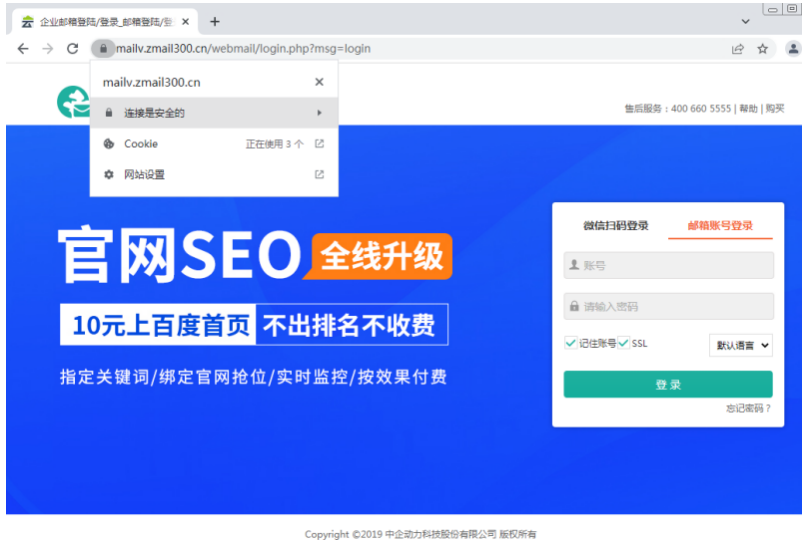 企业邮箱登陆/登录_邮箱登陆/登
mailv.zmail300.cn/webmail/login.php?msg=login
mailv.zmail300.cn
连接是安全的
Cookie 正在使用 3 个
网站设置
售后服务：400 660 5555 | 帮助 | 购买
官网SEO 全线升级
10元上百度首页 不出排名不收费
指定关键词/绑定官网抢位/实时监控/按效果付费
微信扫码登录 邮箱账号登录
账号
请输入密码
记住账号 SSL 默认语言
登 录
忘记密码？
Copyright ©2019 中企动力科技股份有限公司 版权所有